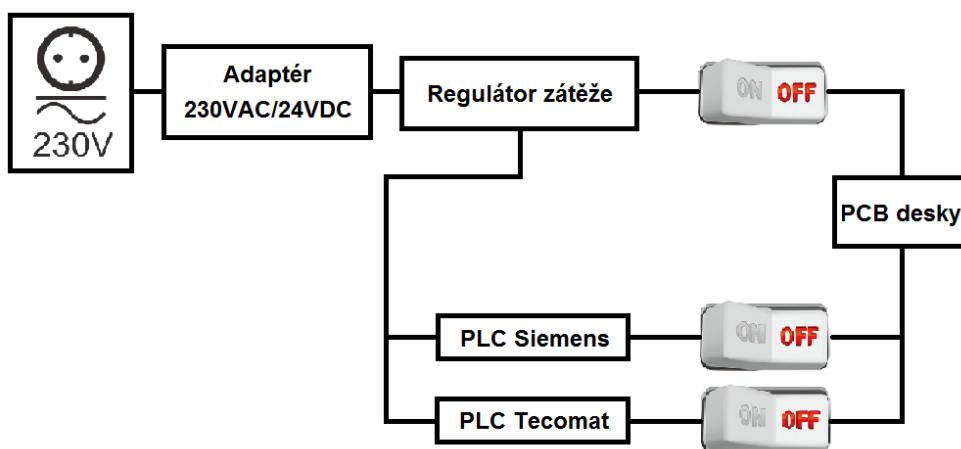 230V
Adaptér
230VAC/24VDC
Regulátor zátěže
ON OFF
PCB desky
PLC Siemens
ON OFF
PLC Tecomat
ON OFF